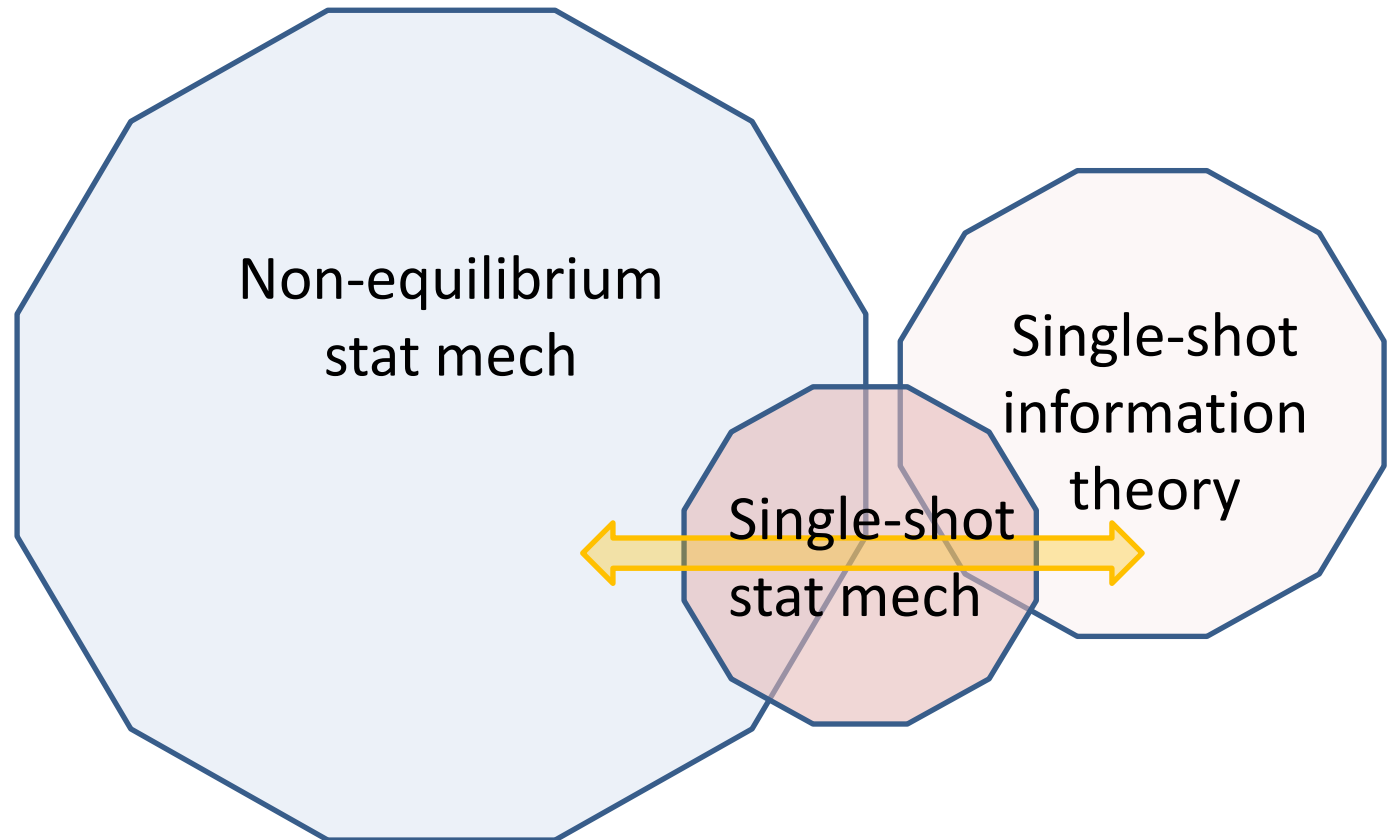 Non-equilibrium
stat mech
Single-shot
information
theory
Single-shot
stat mech